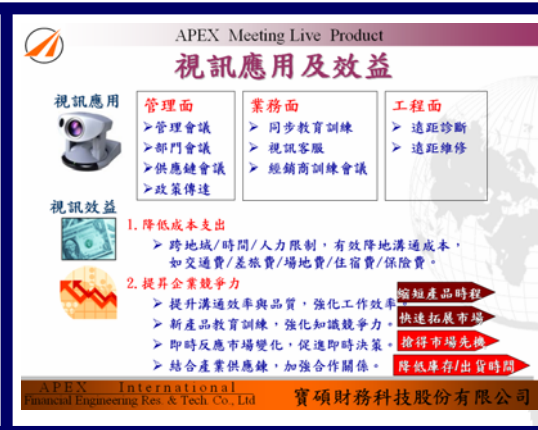 APEX Meeting Live Product
視訊應用及效益
視訊應用
管理面
➢管理會議
➢部門會議
➢供應鏈會議
➢政策傳達
業務面
➢ 同步教育訓練
➢ 視訊客服
➢ 經銷商訓練會議
工程面
➢ 遠距診斷
➢ 遠距維修
視訊效益
1. 降低成本支出
➢ 跨地域/時間/人力限制，有效降地溝通成本，
如交通費/差旅費/場地費/住宿費/保險費。
2. 提昇企業競爭力
➢ 提升溝通效率與品質，強化工作效率。
➢ 新產品教育訓練，強化知識競爭力。
➢ 即時反應市場變化，促進即時決策。
➢ 結合產業供應鍊，加強合作關係。
縮短產品時程
快速拓展市場
搶得市場先機
降低庫存/出貨時間
APEX International
Financial Engineering Res. & Tech. Co., Ltd
寶碩財務科技股份有限公司